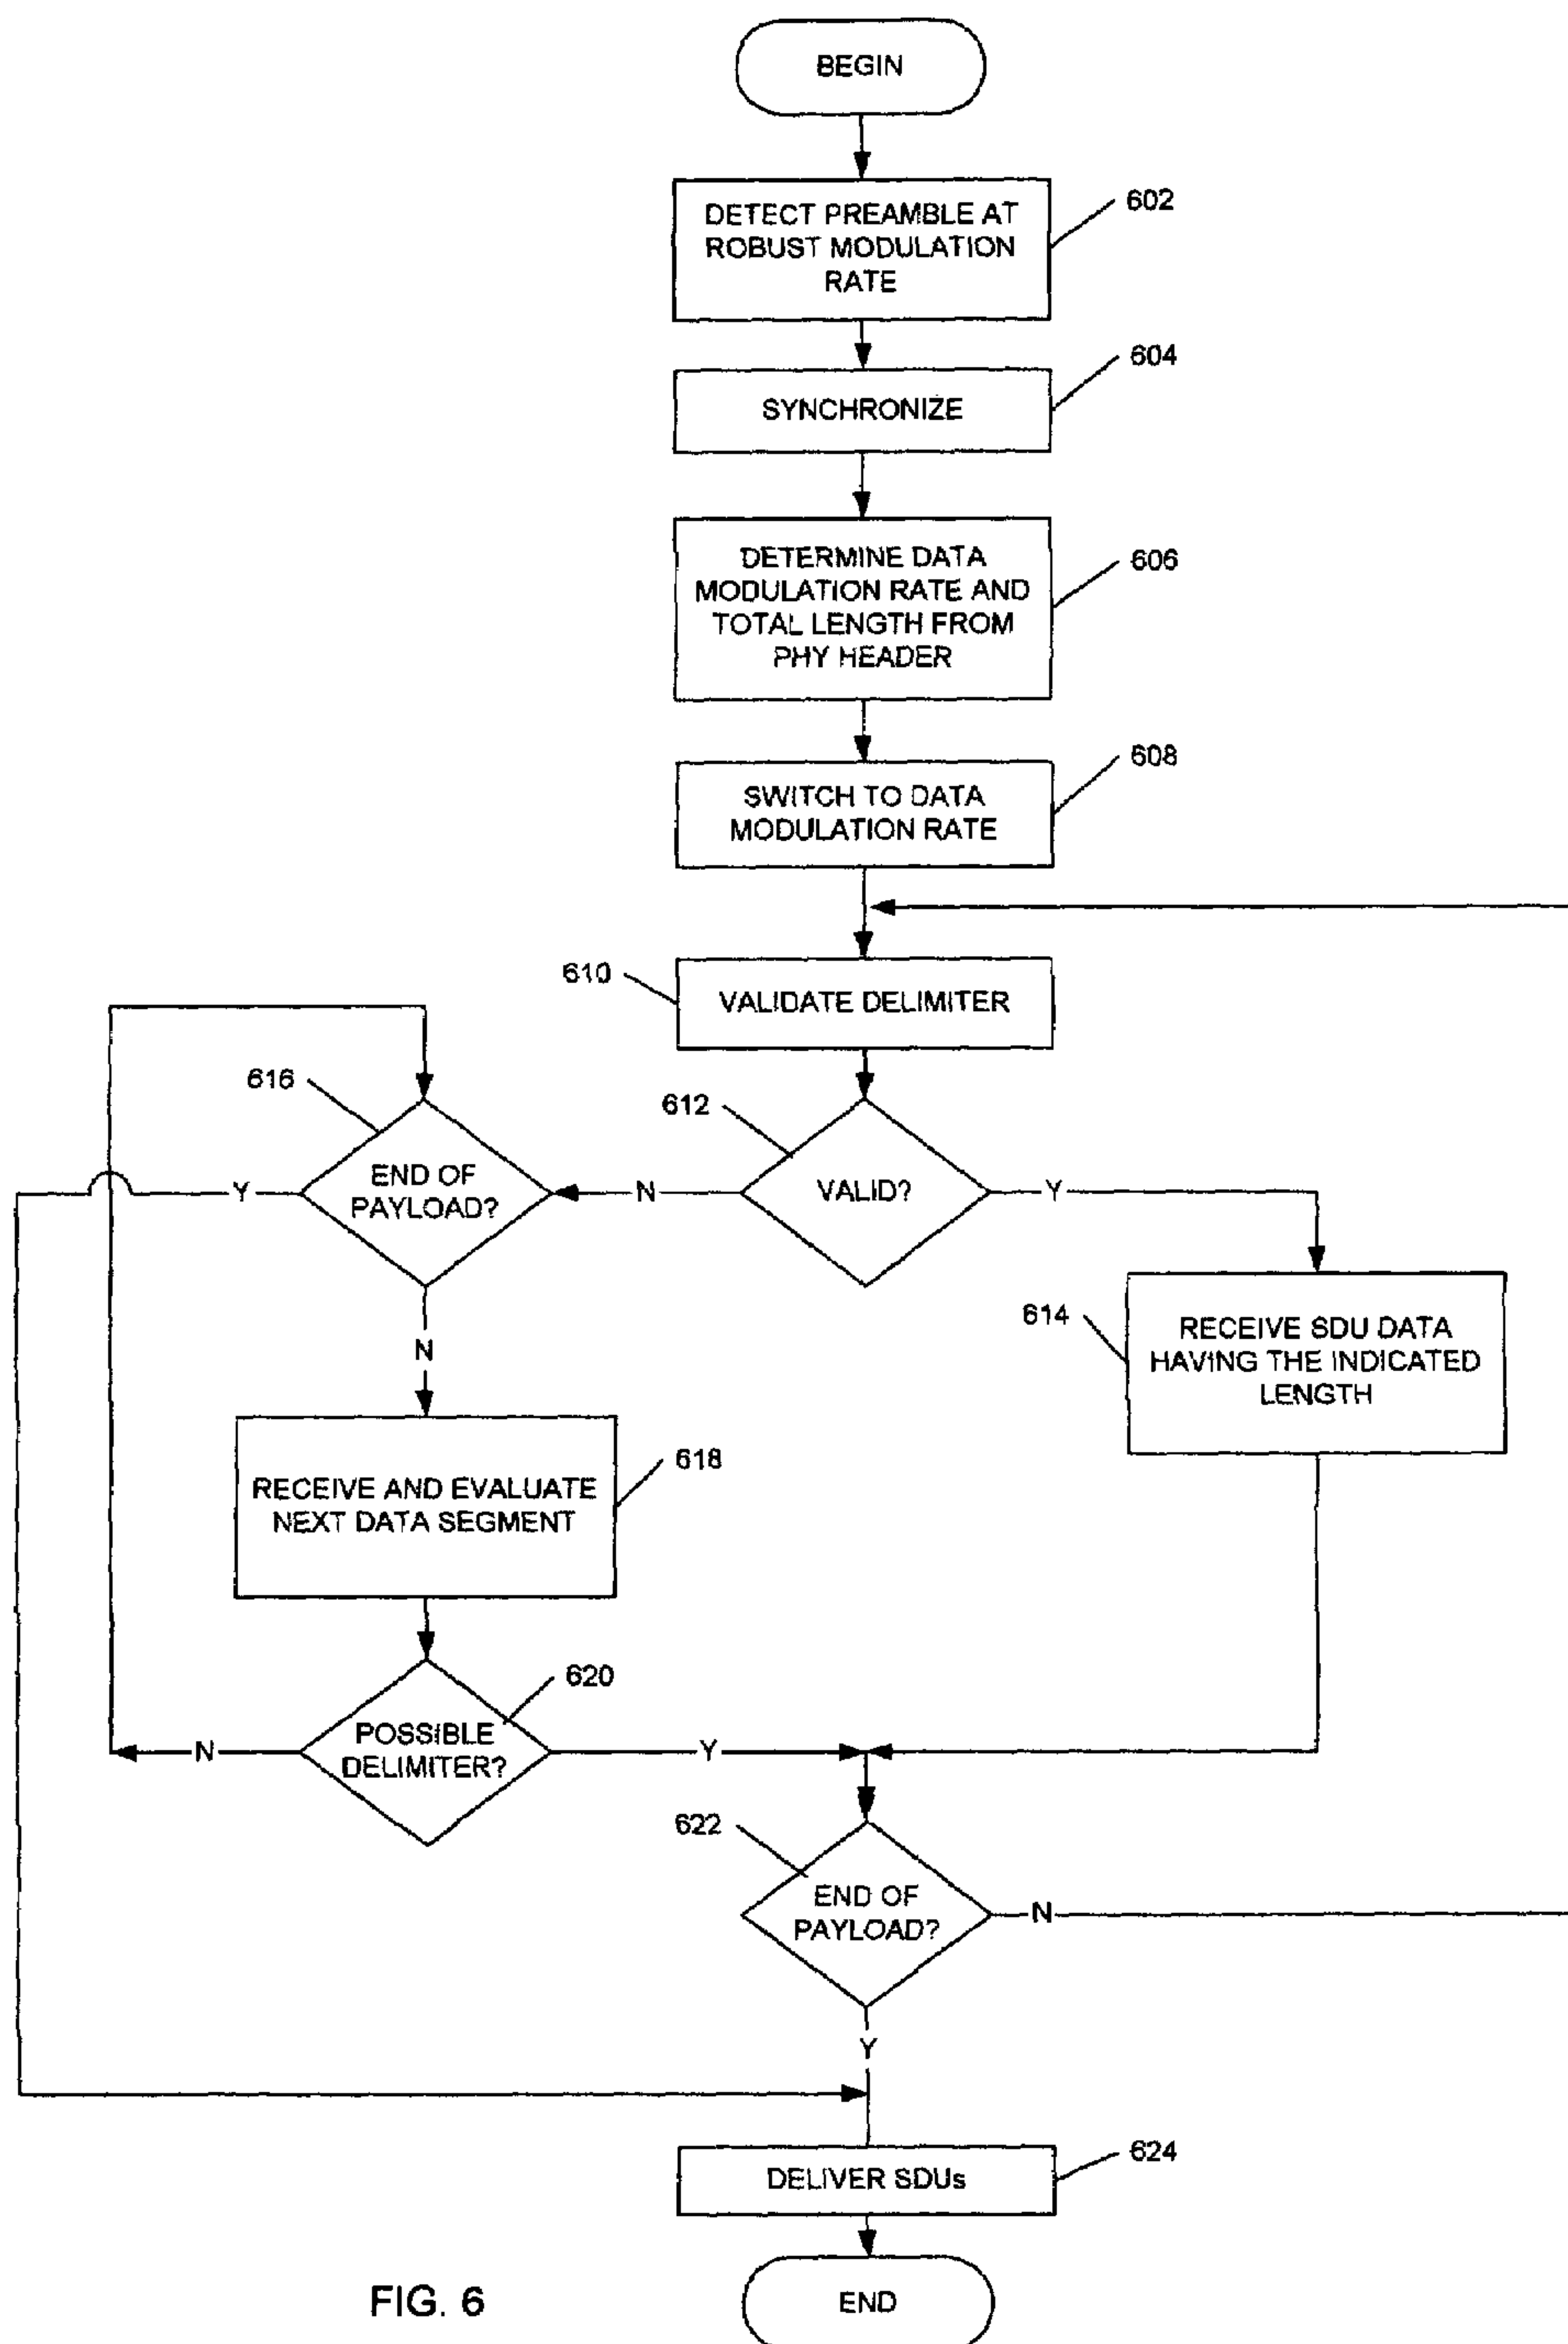 BEGIN
DETECT PREAMBLE AT
ROBUST MODULATION
RATE
602
SYNCHRONIZE
604
DETERMINE DATA
MODULATION RATE AND
TOTAL LENGTH FROM
PHY HEADER
606
SWITCH TO DATA
MODULATION RATE
608
610
VALIDATE DELIMITER
616
612
END OF
PAYLOAD?
Y
N
VALID?
Y
N
614
RECEIVE SDU DATA
HAVING THE INDICATED
LENGTH
RECEIVE AND EVALUATE
NEXT DATA SEGMENT
618
620
POSSIBLE
DELIMITER?
N
Y
622
END OF
PAYLOAD?
N
Y
DELIVER SDUs
624
END
FIG. 6